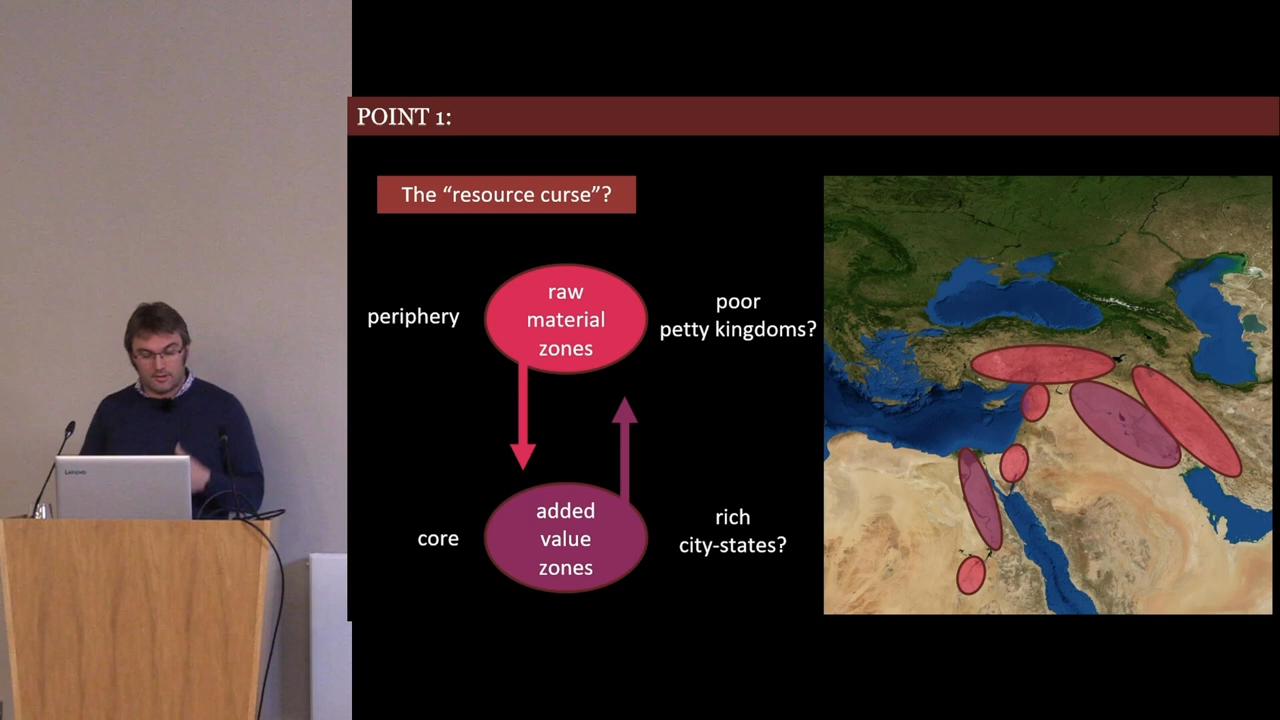 POINT 1:
The “resource curse”?
periphery
raw
material
zones
poor
petty kingdoms?
core
added
value
zones
rich
city-states?
Lenovo